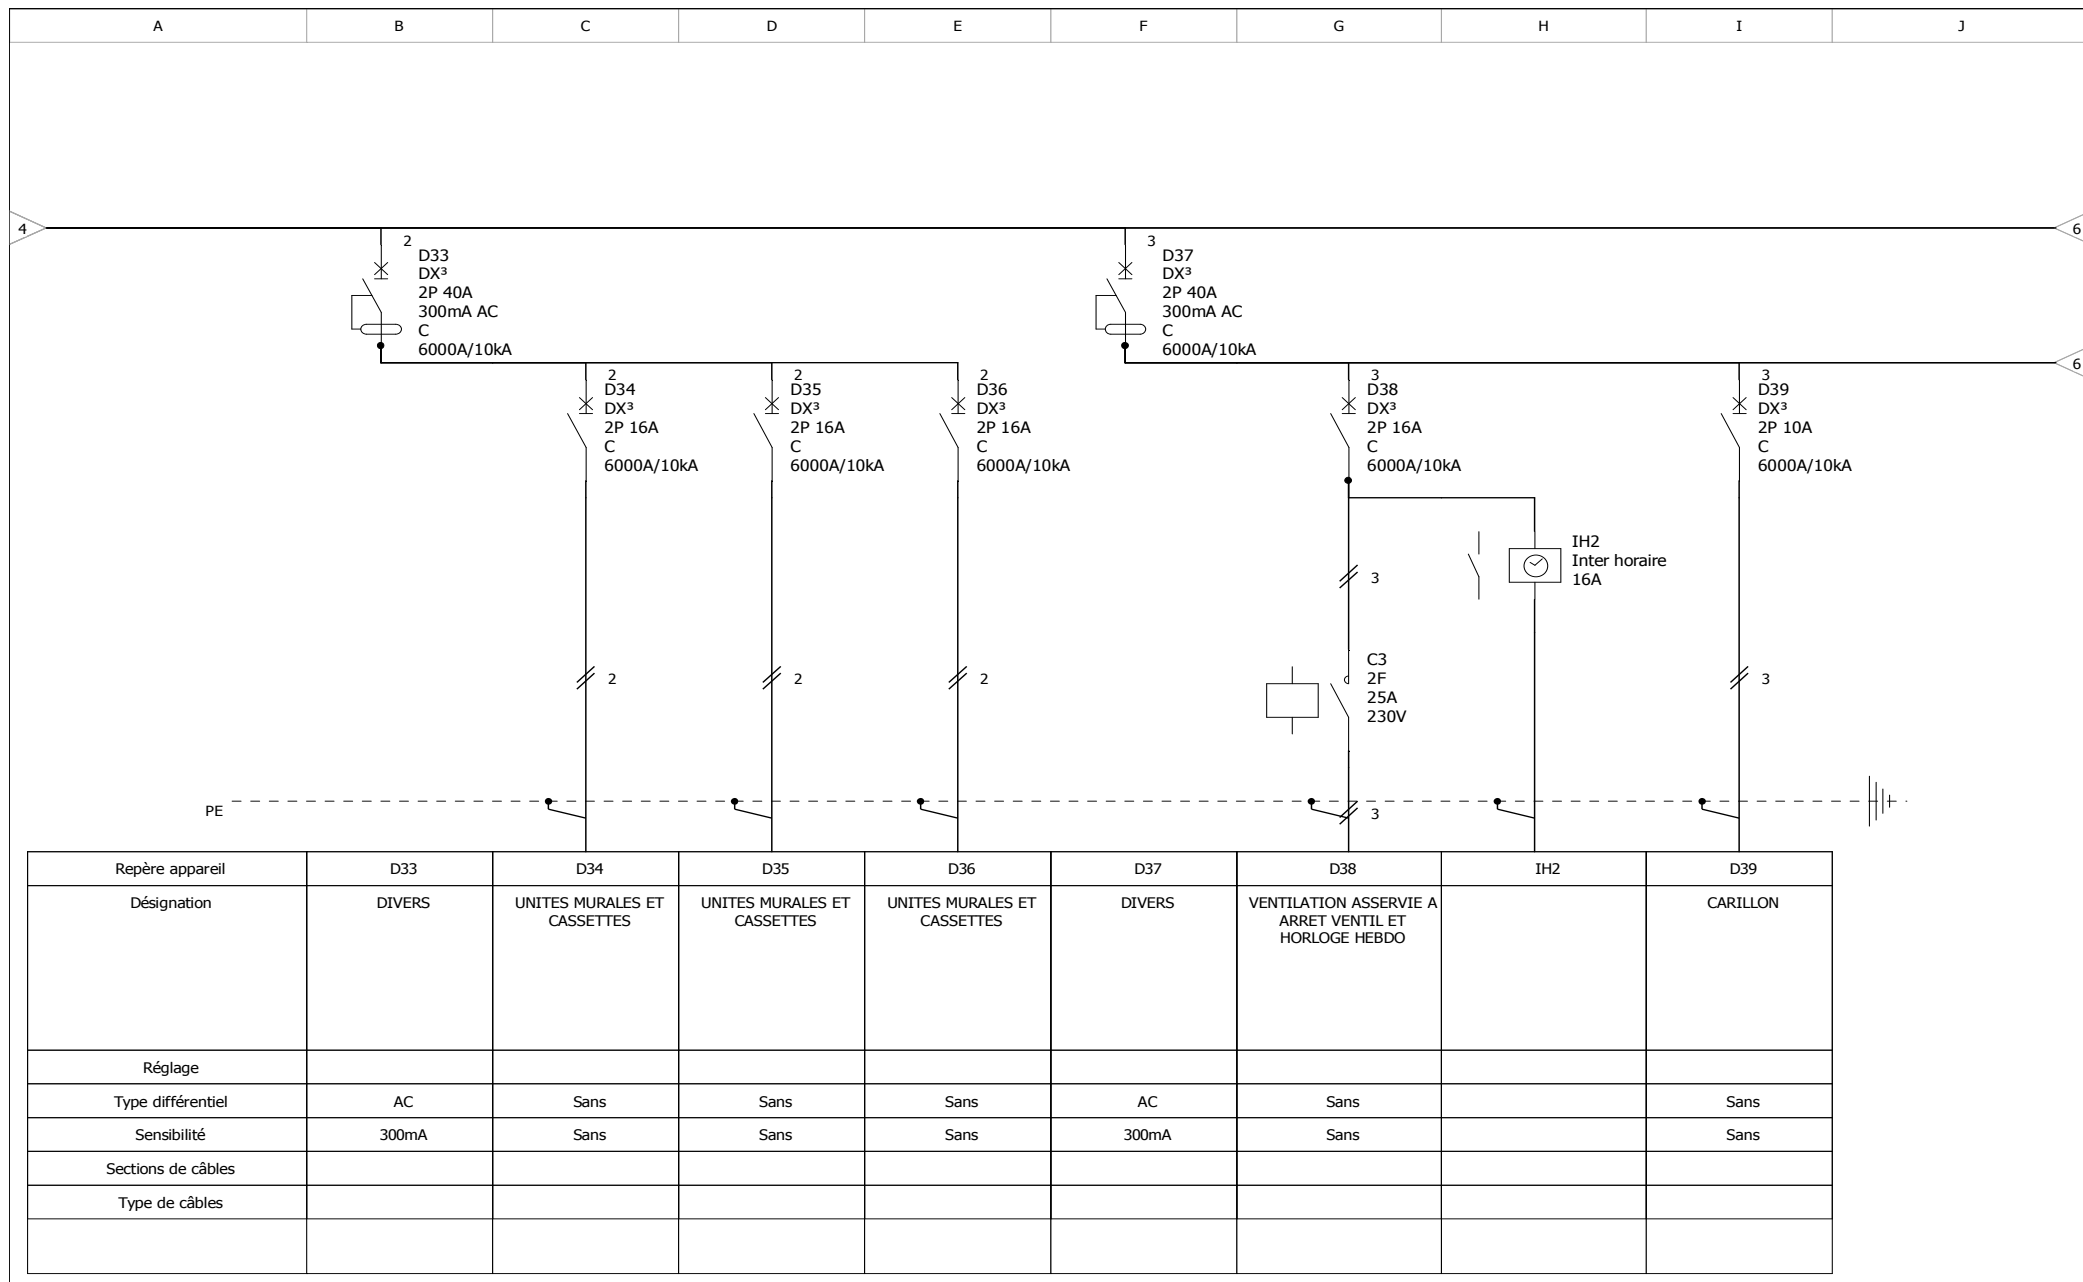 A B C D E F G H I J
4
6
2
D33
DX³
2P 40A
300mA AC
C
6000A/10kA
3
D37
DX³
2P 40A
300mA AC
C
6000A/10kA
6
2
D34
DX³
2P 16A
C
6000A/10kA
2
D35
DX³
2P 16A
C
6000A/10kA
2
D36
DX³
2P 16A
C
6000A/10kA
3
D38
DX³
2P 16A
C
6000A/10kA
3
D39
DX³
2P 10A
C
6000A/10kA
IH2
Inter horaire
16A
3
C3
2F
25A
230V
2
2
2
3
PE
3
Repère appareil D33 D34 D35 D36 D37 D38 IH2 D39
Désignation DIVERS UNITES MURALES ET UNITES MURALES ET UNITES MURALES ET DIVERS VENTILATION ASSERVIE A CARILLON
CASSETTES CASSETTES CASSETTES ARRET VENTIL ET
HORLOGE HEBDO
Réglage
Type différentiel AC Sans Sans Sans AC Sans Sans
Sensibilité 300mA Sans Sans Sans 300mA Sans Sans
Sections de câbles
Type de câbles